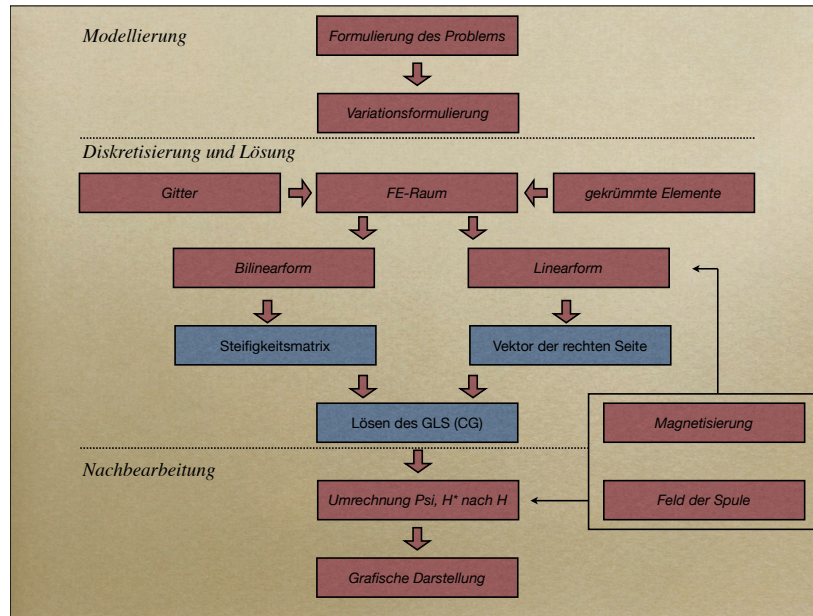 Modellierung
Formulierung des Problems
Variationsformulierung
Diskretisierung und Lösung
Gitter
FE-Raum
gekrümmte Elemente
Bilinearform
Linearform
Steifigkeitsmatrix
Vektor der rechten Seite
Lösen des GLS (CG)
Magnetisierung
Nachbearbeitung
Umrechnung Psi, H* nach H
Feld der Spule
Grafische Darstellung